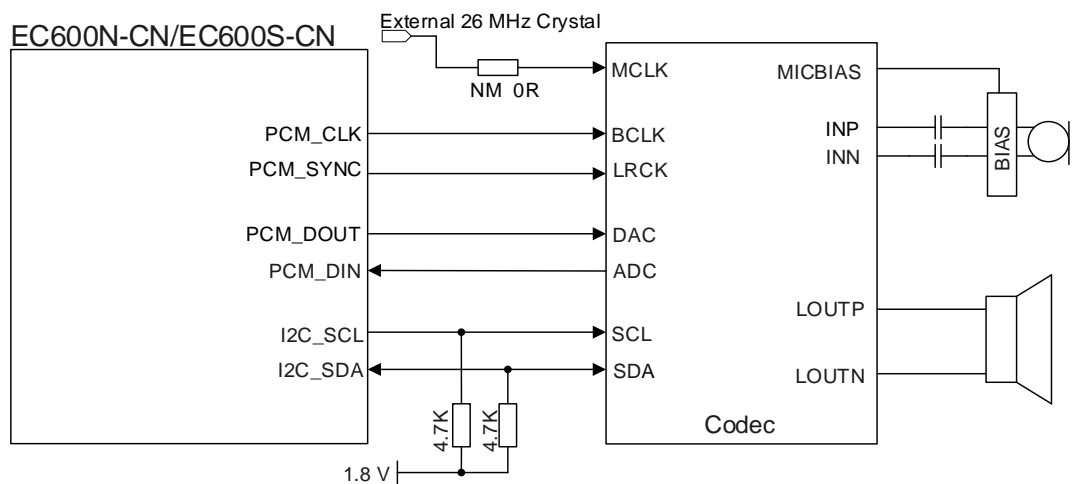 External 26 MHz Crystal
EC600N-CN/EC600S-CN
MCLK
MICBIAS
NM 0R
PCM_CLK
BCLK
INP
PCM_SYNC
LRCK
INN
BIAS
PCM_DOUT
DAC
PCM_DIN
ADC
LOUTP
I2C_SCL
SCL
I2C_SDA
SDA
LOUTN
4.7K
4.7K
Codec
1.8 V